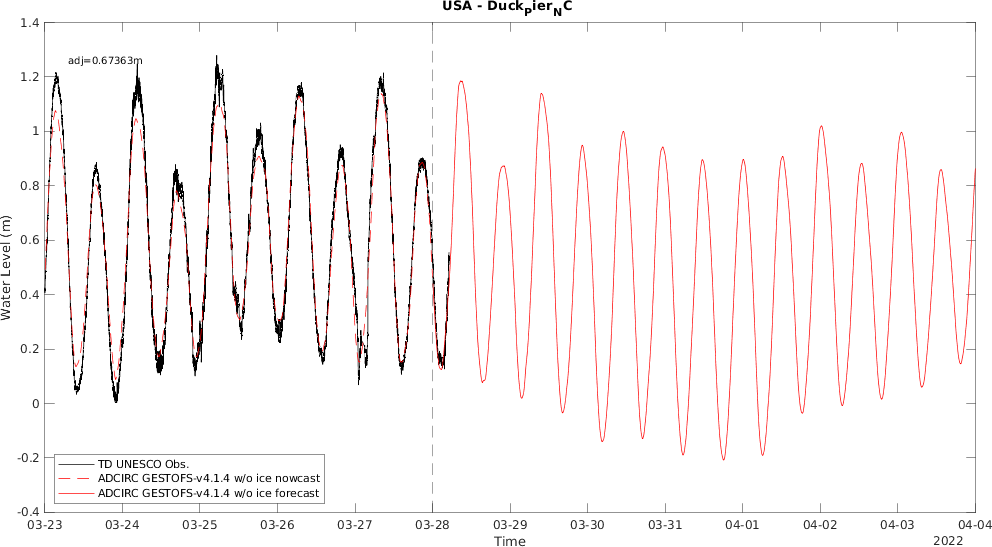 USA - Duck_Pier_NC
adj=0.67363m
Water Level (m)
1.4
1.2
1
0.8
0.6
0.4
0.2
0
-0.2
-0.4
TD UNESCO Obs.
ADCIRC GESTOFS-v4.1.4 w/o ice nowcast
ADCIRC GESTOFS-v4.1.4 w/o ice forecast
03-23 03-24 03-25 03-26 03-27 03-28 03-29 03-30 03-31 04-01 04-02 04-03 04-04
Time
2022